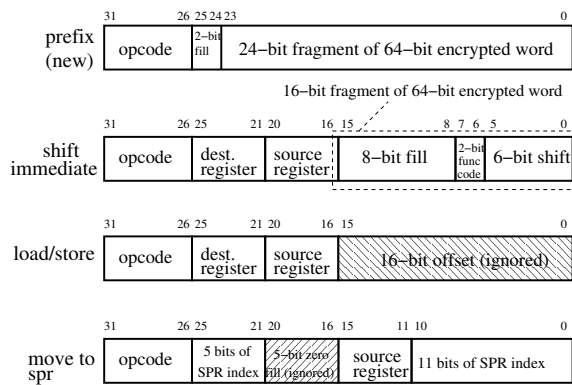 31 26 25 24 23 0
prefix
(new)
opcode
2−bit
fill
24−bit fragment of 64−bit encrypted word
16−bit fragment of 64−bit encrypted word
31 26 25 21 20 16 15 8 7 6 5 0
shift
immediate
opcode
dest.
register
source
register
8−bit fill
2−bit
func
code
6−bit shift
31 26 25 21 20 16 15 0
load/store
opcode
dest.
register
source
register
16−bit offset (ignored)
31 26 25 21 20 16 15 11 10 0
move to
spr
opcode
5 bits of
SPR index
5−bit zero
fill (ignored)
source
register
11 bits of SPR index